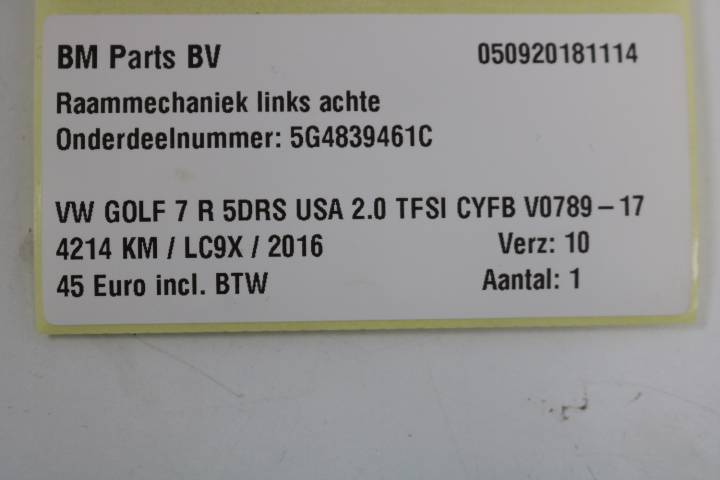 BM Parts BV 050920181114
Raammechaniek links achte
Onderdeelnummer: 5G4839461C
VW GOLF 7 R 5DRS USA 2.0 TFSI CYFB V0789-17
4214 KM / LC9X / 2016 Verz: 10
45 Euro incl. BTW Aantal: 1